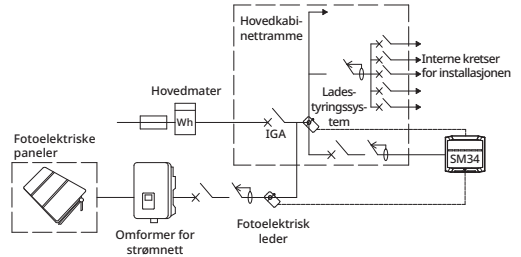 Hovedkabi-
nettramme
Interne kretser
for installasjonen
Hovedmater
Lades-
tyringssys-
tem
Wh
IGA
Fotoelektriske
paneler
SM34
Omformer for
strømnett
Fotoelektrisk
leder